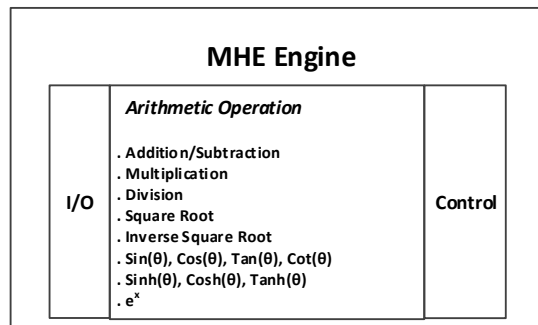 MHE Engine
Arithmetic Operation
. Addition/Subtraction
. Multiplication
. Division
. Square Root
. Inverse Square Root
. Sin(θ), Cos(θ), Tan(θ), Cot(θ)
. Sinh(θ), Cosh(θ), Tanh(θ)
. eˣ
I/O
Control